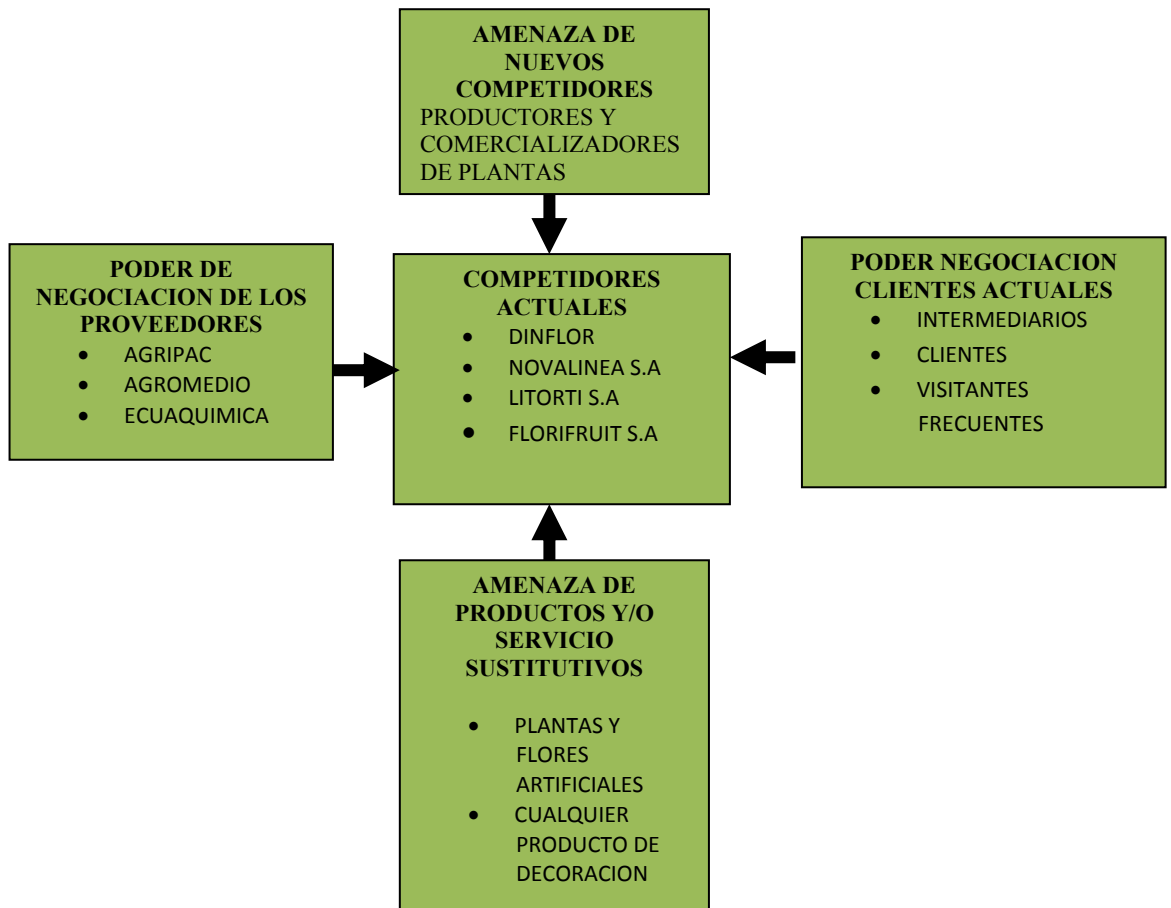 AMENAZA DE
NUEVOS
COMPETIDORES
PRODUCTORES Y
COMERCIALIZADORES
DE PLANTAS
PODER DE
NEGOCIACION DE LOS
PROVEEDORES
• AGRIPAC
• AGROMEDIO
• ECUAQUIMICA
COMPETIDORES
ACTUALES
• DINFLOR
• NOVALINEA S.A
• LITORTI S.A
• FLORIFRUIT S.A
PODER NEGOCIACION
CLIENTES ACTUALES
• INTERMEDIARIOS
• CLIENTES
• VISITANTES
FRECUENTES
AMENAZA DE
PRODUCTOS Y/O
SERVICIO
SUSTITUTIVOS
• PLANTAS Y
FLORES
ARTIFICIALES
• CUALQUIER
PRODUCTO DE
DECORACION